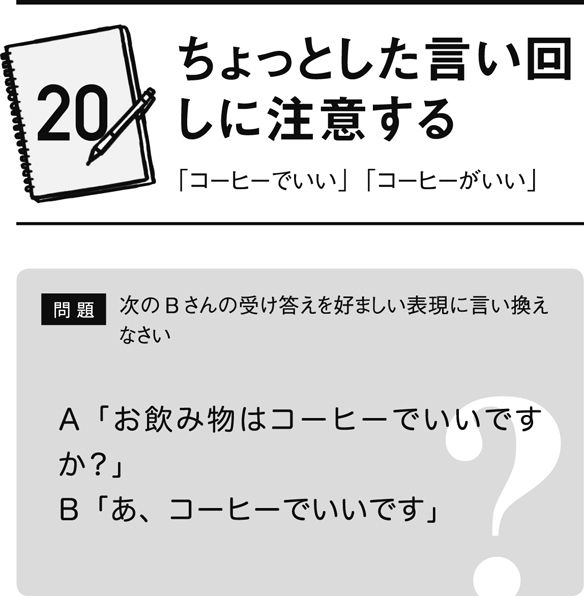 20
ちょっとした言い回
しに注意する
「コーヒーでいい」「コーヒーがいい」
問題
次のBさんの受け答えを好ましい表現に言い換え
なさい
A「お飲み物はコーヒーでいいです
か?」
B「あ、コーヒーでいいです」
?